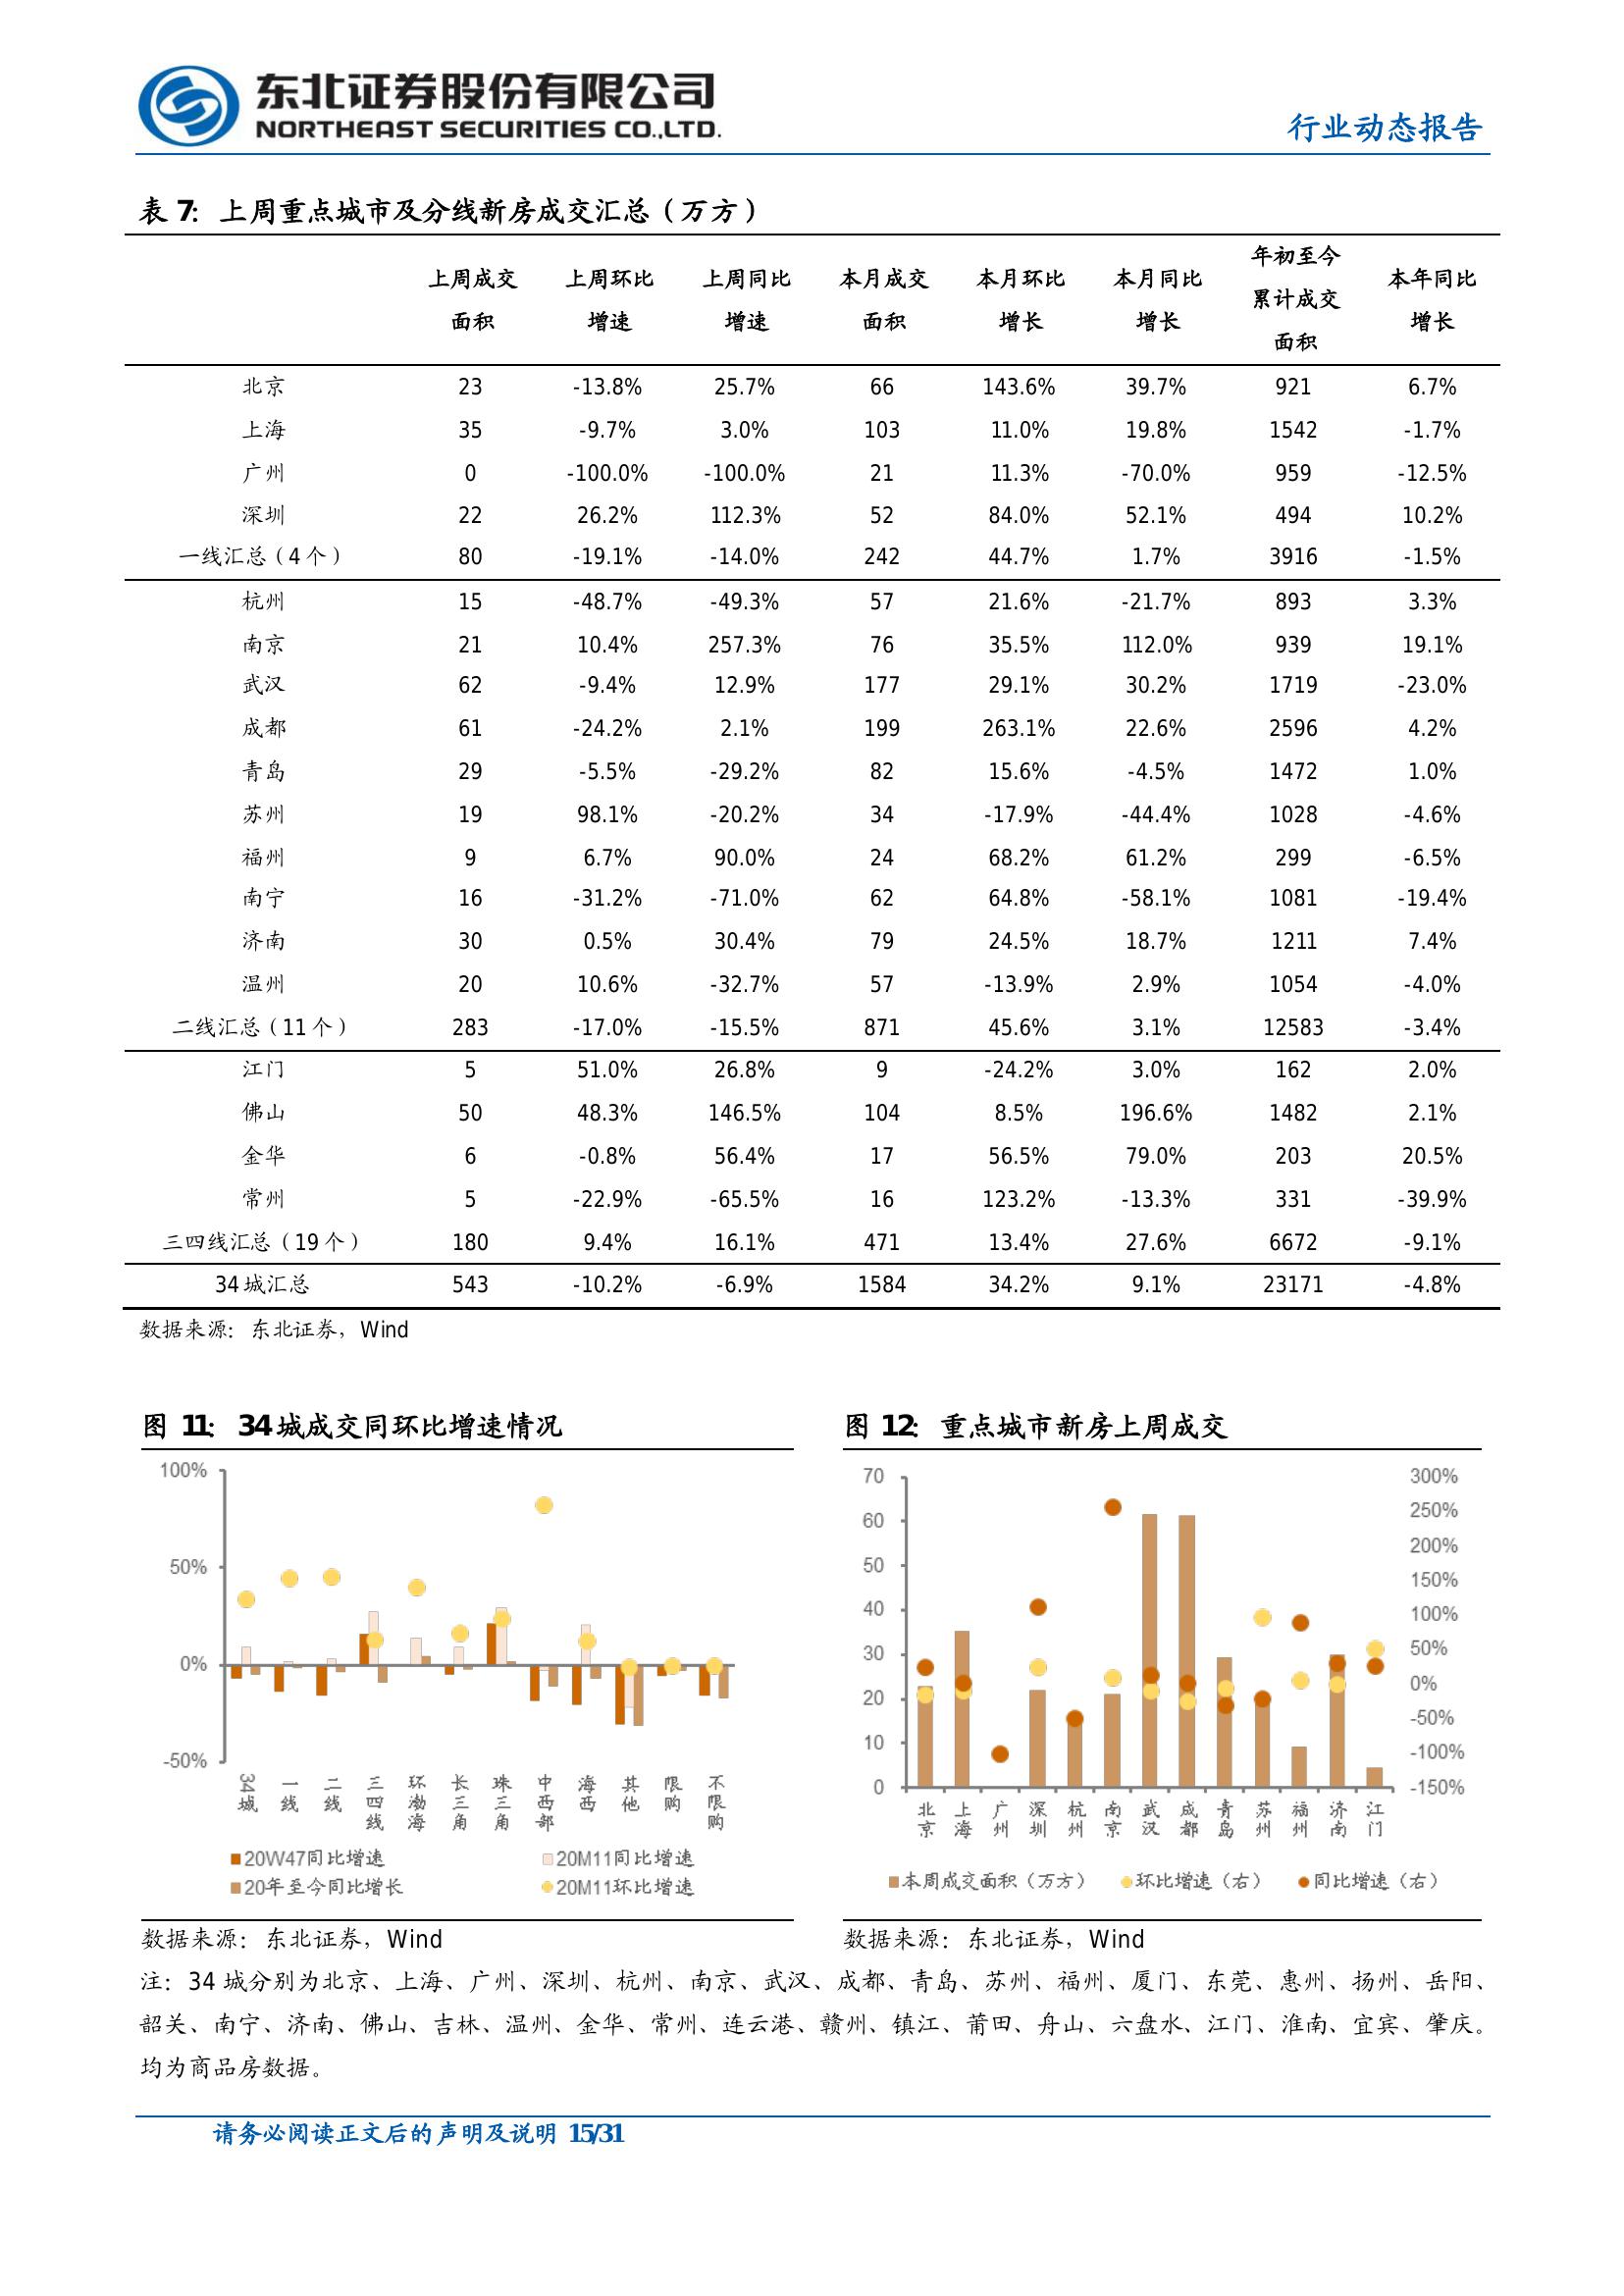 东北证券股份有限公司
NORTHEAST SECURITIES CO.,LTD.
行业动态报告
表 7：上周重点城市及分线新房成交汇总（万方）
上周成交面积 上周环比增速 上周同比增速 本月成交面积 本月环比增长 本月同比增长 年初至今累计成交面积 本年同比增长
北京 23 -13.8% 25.7% 66 143.6% 39.7% 921 6.7%
上海 35 -9.7% 3.0% 103 11.0% 19.8% 1542 -1.7%
广州 0 -100.0% -100.0% 21 11.3% -70.0% 959 -12.5%
深圳 22 26.2% 112.3% 52 84.0% 52.1% 494 10.2%
一线汇总（4 个） 80 -19.1% -14.0% 242 44.7% 1.7% 3916 -1.5%
杭州 15 -48.7% -49.3% 57 21.6% -21.7% 893 3.3%
南京 21 10.4% 257.3% 76 35.5% 112.0% 939 19.1%
武汉 62 -9.4% 12.9% 177 29.1% 30.2% 1719 -23.0%
成都 61 -24.2% 2.1% 199 263.1% 22.6% 2596 4.2%
青岛 29 -5.5% -29.2% 82 15.6% -4.5% 1472 1.0%
苏州 19 98.1% -20.2% 34 -17.9% -44.4% 1028 -4.6%
福州 9 6.7% 90.0% 24 68.2% 61.2% 299 -6.5%
南宁 16 -31.2% -71.0% 62 64.8% -58.1% 1081 -19.4%
济南 30 0.5% 30.4% 79 24.5% 18.7% 1211 7.4%
温州 20 10.6% -32.7% 57 -13.9% 2.9% 1054 -4.0%
二线汇总（11 个） 283 -17.0% -15.5% 871 45.6% 3.1% 12583 -3.4%
江门 5 51.0% 26.8% 9 -24.2% 3.0% 162 2.0%
佛山 50 48.3% 146.5% 104 8.5% 196.6% 1482 2.1%
金华 6 -0.8% 56.4% 17 56.5% 79.0% 203 20.5%
常州 5 -22.9% -65.5% 16 123.2% -13.3% 331 -39.9%
三四线汇总（19 个） 180 9.4% 16.1% 471 13.4% 27.6% 6672 -9.1%
34 城汇总 543 -10.2% -6.9% 1584 34.2% 9.1% 23171 -4.8%
数据来源：东北证券，Wind
图 11：34 城成交同环比增速情况
100%
50%
0%
-50%
34城 一线 二线 三四线 环渤海 长三角 珠三角 中西部 海西 其他 限购 不限购
20W47同比增速 20M11同比增速
20年至今同比增长 20M11环比增速
数据来源：东北证券，Wind
图 12：重点城市新房上周成交
70 300%
60 250%
50 200%
40 150%
30 100%
20 50%
10 0%
0 -50%
-100%
-150%
北京 上海 广州 深圳 杭州 南京 武汉 成都 青岛 苏州 福州 济南 江门
本周成交面积（万方） 环比增速（右） 同比增速（右）
数据来源：东北证券，Wind
注：34 城分别为北京、上海、广州、深圳、杭州、南京、武汉、成都、青岛、苏州、福州、厦门、东莞、惠州、扬州、岳阳、
韶关、南宁、济南、佛山、吉林、温州、金华、常州、连云港、赣州、镇江、莆田、舟山、六盘水、江门、淮南、宜宾、肇庆。
均为商品房数据。
请务必阅读正文后的声明及说明 15/31